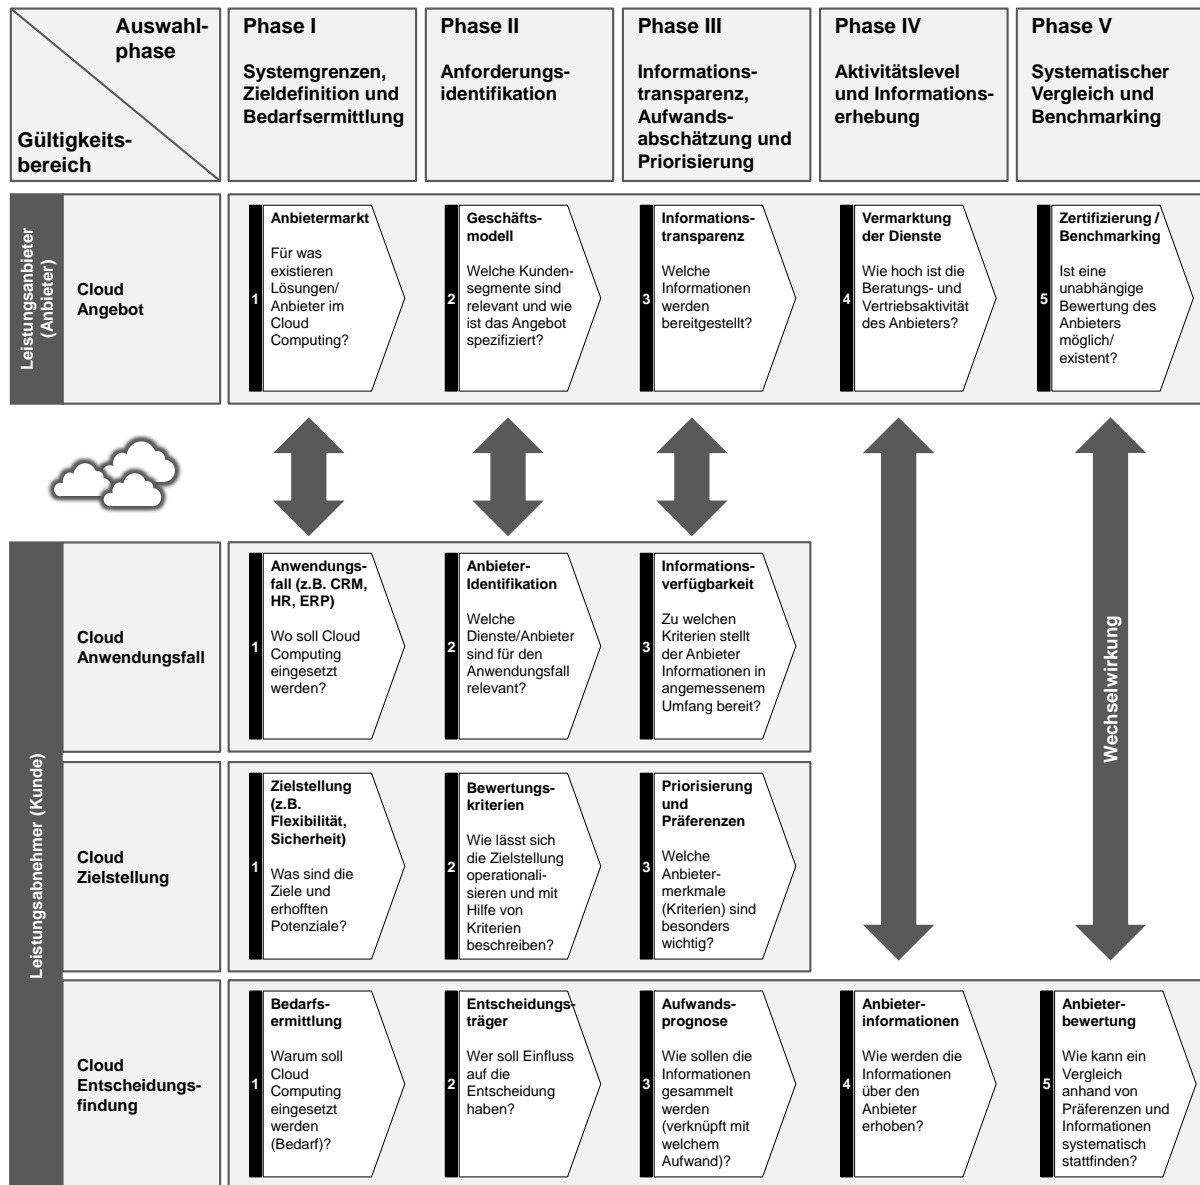 Auswahl-
phase
Gültigkeits-
bereich
Phase I
Systemgrenzen,
Zieldefinition und
Bedarfsermittlung
Phase II
Anforderungs-
identifikation
Phase III
Informations-
transparenz,
Aufwands-
abschätzung und
Priorisierung
Phase IV
Aktivitätslevel
und Informations-
erhebung
Phase V
Systematischer
Vergleich und
Benchmarking
Leistungsanbieter
(Anbieter)
Cloud
Angebot
1
Anbietermarkt
Für was
existieren
Lösungen/
Anbieter im
Cloud
Computing?
2
Geschäfts-
modell
Welche Kunden-
segmente sind
relevant und wie
ist das Angebot
spezifiziert?
3
Informations-
transparenz
Welche
Informationen
werden
bereitgestellt?
4
Vermarktung
der Dienste
Wie hoch ist die
Beratungs- und
Vertriebsaktivität
des Anbieters?
5
Zertifizierung /
Benchmarking
Ist eine
unabhängige
Bewertung des
Anbieters
möglich/
existent?
Wechselwirkung
Leistungsabnehmer (Kunde)
Cloud
Anwendungsfall
1
Anwendungs-
fall (z.B. CRM,
HR, ERP)
Wo soll Cloud
Computing
eingesetzt
werden?
2
Anbieter-
Identifikation
Welche
Dienste/Anbieter
sind für den
Anwendungsfall
relevant?
3
Informations-
verfügbarkeit
Zu welchen
Kriterien stellt
der Anbieter
Informationen in
angemessenem
Umfang bereit?
Cloud
Zielstellung
1
Zielstellung
(z.B.
Flexibilität,
Sicherheit)
Was sind die
Ziele und
erhofften
Potenziale?
2
Bewertungs-
kriterien
Wie lässt sich
die Zielstellung
operationali-
sieren und mit
Hilfe von
Kriterien
beschreiben?
3
Priorisierung
und
Präferenzen
Welche
Anbieter-
merkmale
(Kriterien) sind
besonders
wichtig?
Cloud
Entscheidungs-
findung
1
Bedarfs-
ermittlung
Warum soll
Cloud
Computing
eingesetzt
werden
(Bedarf)?
2
Entscheidungs-
träger
Wer soll Einfluss
auf die
Entscheidung
haben?
3
Aufwands-
prognose
Wie sollen die
Informationen
gesammelt
werden
(verknüpft mit
welchem
Aufwand)?
4
Anbieter-
informationen
Wie werden die
Informationen
über den
Anbieter
erhoben?
5
Anbieter-
bewertung
Wie kann ein
Vergleich
anhand von
Präferenzen und
Informationen
systematisch
stattfinden?